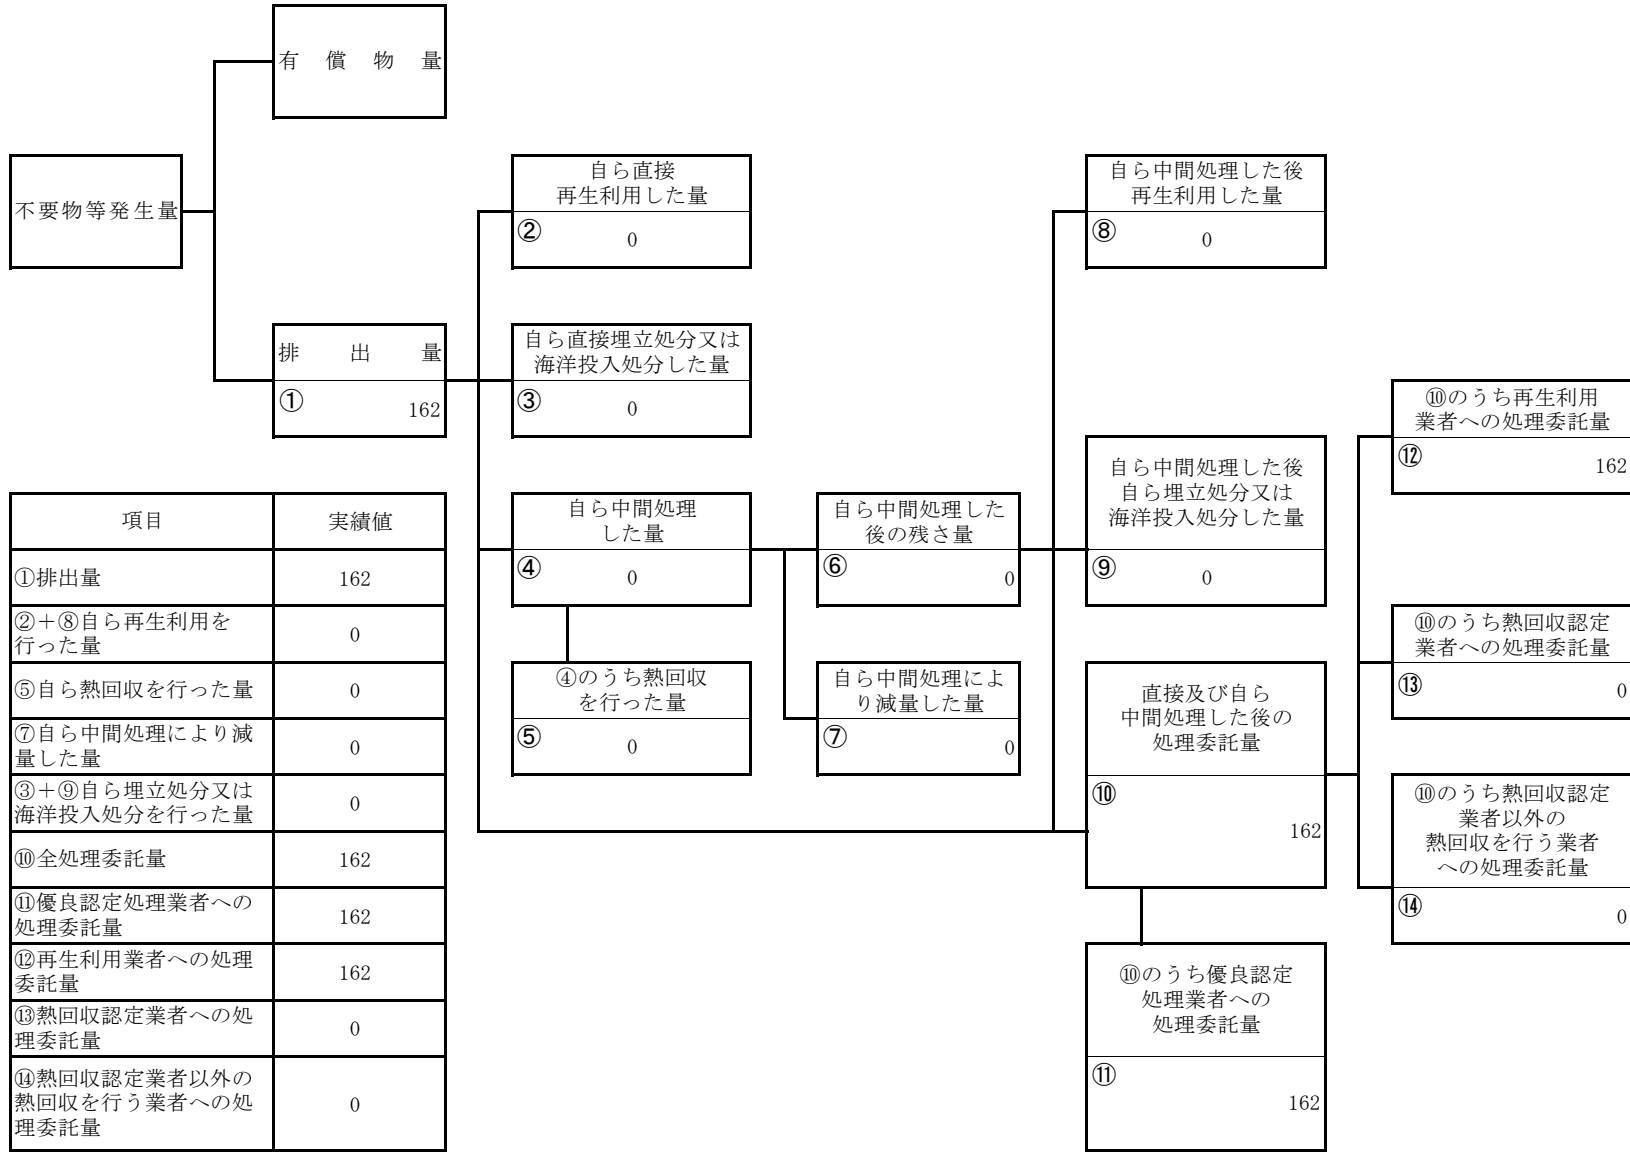 有償物量
不要物等発生量
排出量
①
162
自ら直接
再生利用した量
②
0
自ら直接埋立処分又は
海洋投入処分した量
③
0
自ら中間処理
した量
④
0
④のうち熱回収
を行った量
⑤
0
自ら中間処理した
後の残さ量
⑥
0
自ら中間処理によ
り減量した量
⑦
0
自ら中間処理した後
再生利用した量
⑧
0
自ら中間処理した後
自ら埋立処分又は
海洋投入処分した量
⑨
0
直接及び自ら
中間処理した後の
処理委託量
⑩
162
⑩のうち優良認定
処理業者への
処理委託量
⑪
162
⑩のうち再生利用
業者への処理委託量
⑫
162
⑩のうち熱回収認定
業者への処理委託量
⑬
0
⑩のうち熱回収認定
業者以外の
熱回収を行う業者
への処理委託量
⑭
0
項目 実績値
①排出量 162
②＋⑧自ら再生利用を
行った量
0
⑤自ら熱回収を行った量 0
⑦自ら中間処理により減
量した量
0
③＋⑨自ら埋立処分又は
海洋投入処分を行った量
0
⑩全処理委託量 162
⑪優良認定処理業者への
処理委託量
162
⑫再生利用業者への処理
委託量
162
⑬熱回収認定業者への処
理委託量
0
⑭熱回収認定業者以外の
熱回収を行う業者への処
理委託量
0